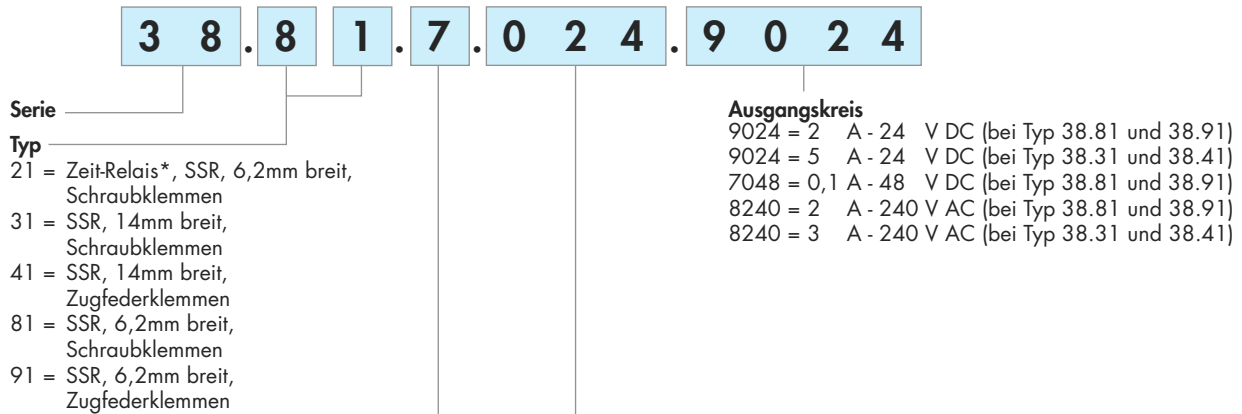 3 8 . 8 1 . 7 . 0 2 4 . 9 0 2 4
Serie
Typ
21 = Zeit-Relais*, SSR, 6,2mm breit,
Schraubklemmen
31 = SSR, 14mm breit,
Schraubklemmen
41 = SSR, 14mm breit,
Zugfederklemmen
81 = SSR, 6,2mm breit,
Schraubklemmen
91 = SSR, 6,2mm breit,
Zugfederklemmen
Ausgangskreis
9024 = 2 A - 24 V DC (bei Typ 38.81 und 38.91)
9024 = 5 A - 24 V DC (bei Typ 38.31 und 38.41)
7048 = 0,1 A - 48 V DC (bei Typ 38.81 und 38.91)
8240 = 2 A - 240 V AC (bei Typ 38.81 und 38.91)
8240 = 3 A - 240 V AC (bei Typ 38.31 und 38.41)